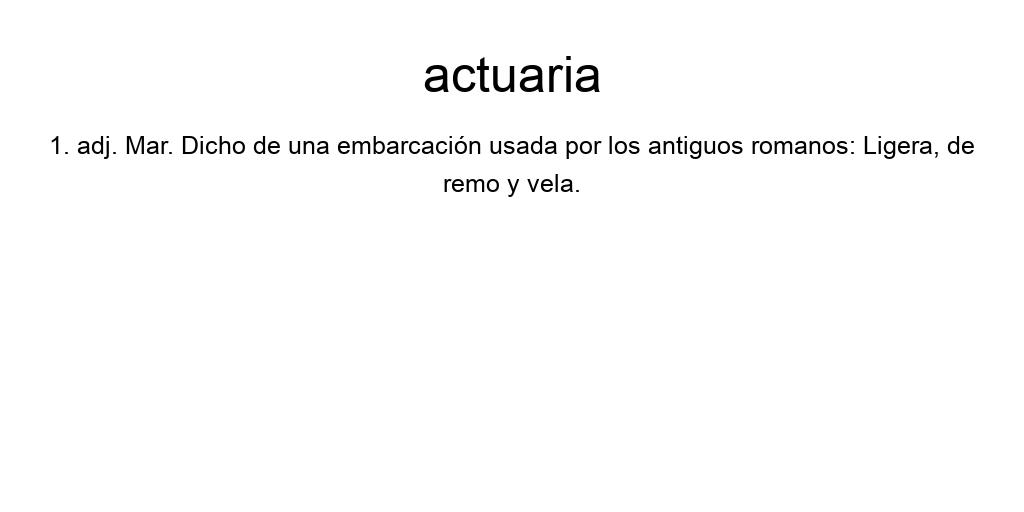 actuaria
1. adj. Mar. Dicho de una embarcación usada por los antiguos romanos: Ligera, de
remo y vela.